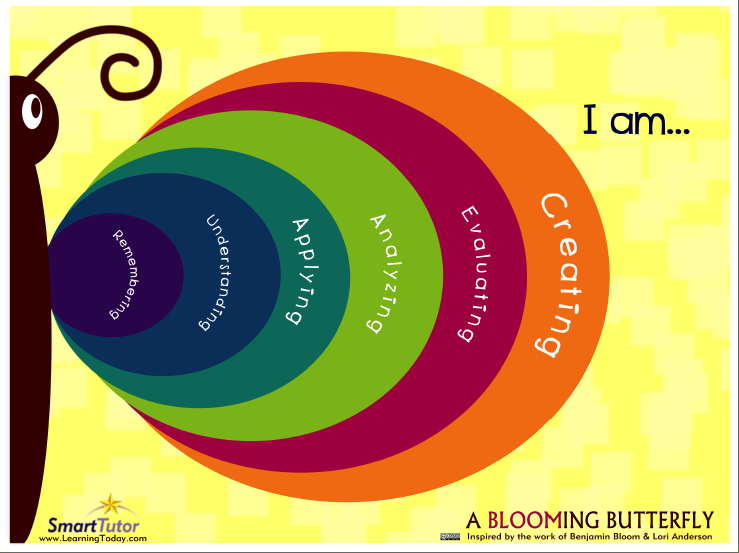 I am...
Remembering
Understanding
Applying
Analyzing
Evaluating
Creating
SmartTutor
www.LearningToday.com
A BLOOMING BUTTERFLY
Inspired by the work of Benjamin Bloom & Lori Anderson